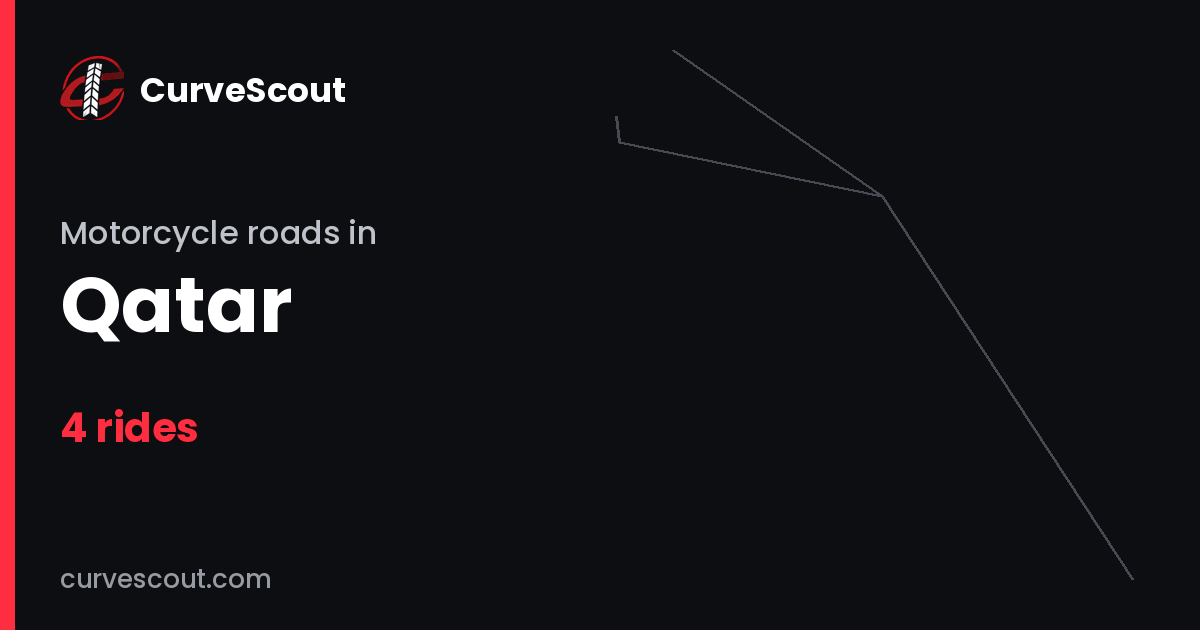 CurveScout
Motorcycle roads in
Qatar
4 rides
curvescout.com